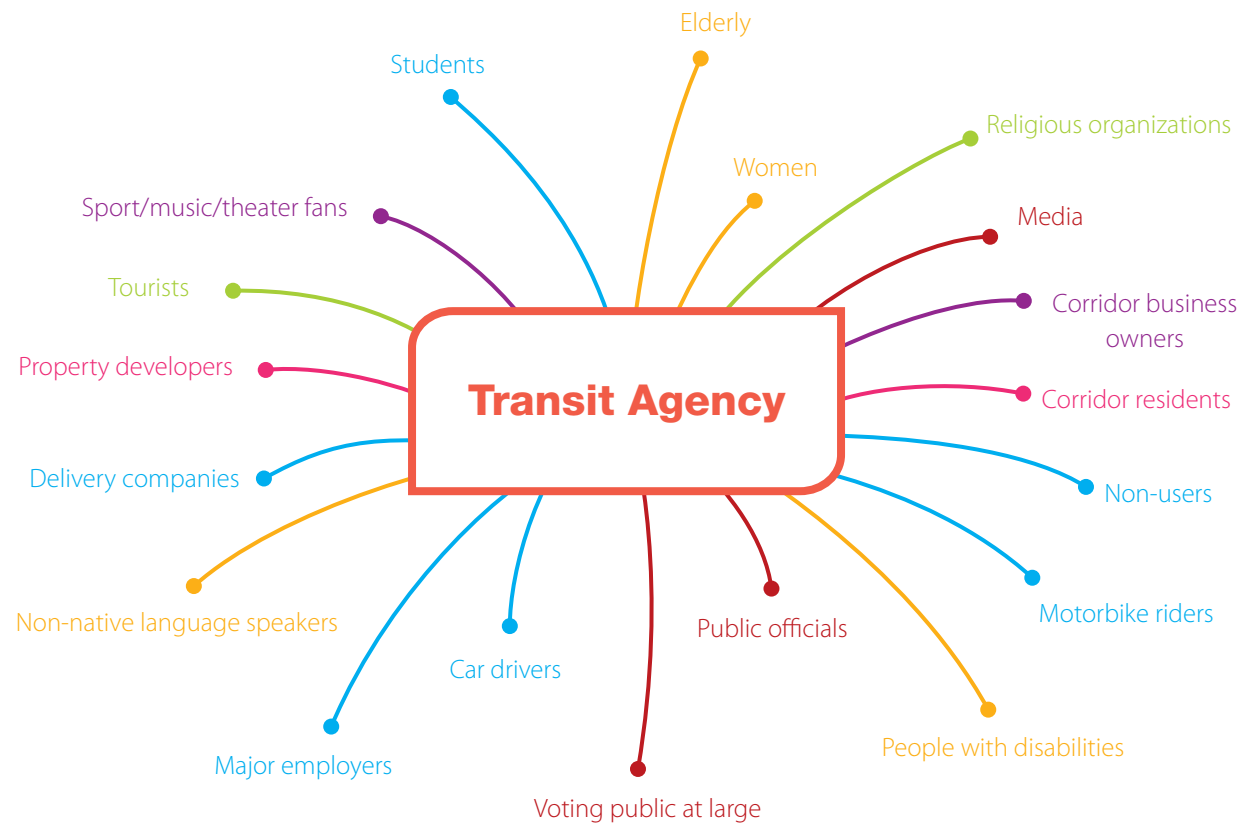 Elderly
Students
Religious organizations
Women
Sport/music/theater fans
Media
Tourists
Corridor business
owners
Property developers
Transit Agency
Corridor residents
Delivery companies
Non-users
Motorbike riders
Non-native language speakers
Public officials
Car drivers
People with disabilities
Major employers
Voting public at large